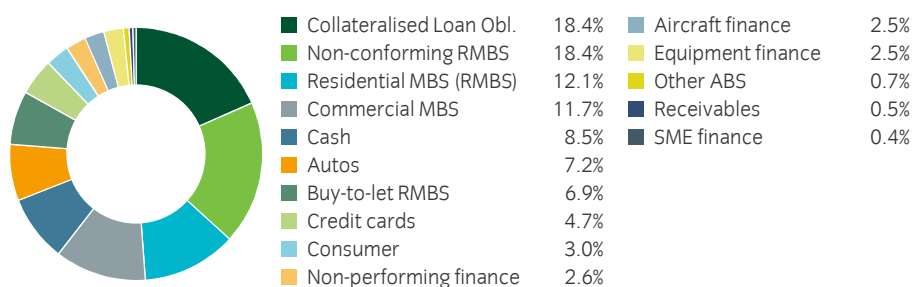 Collateralised Loan Obl. 18.4%
Non-conforming RMBS 18.4%
Residential MBS (RMBS) 12.1%
Commercial MBS 11.7%
Cash 8.5%
Autos 7.2%
Buy-to-let RMBS 6.9%
Credit cards 4.7%
Consumer 3.0%
Non-performing finance 2.6%
Aircraft finance 2.5%
Equipment finance 2.5%
Other ABS 0.7%
Receivables 0.5%
SME finance 0.4%